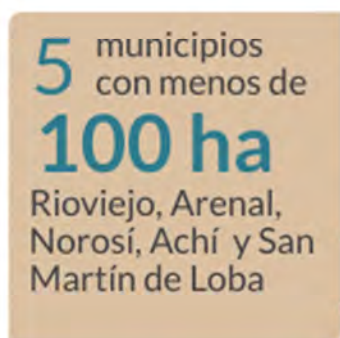 5 municipios
con menos de
100 ha
Rioviejo, Arenal,
Norosí, Achí y San
Martín de Loba